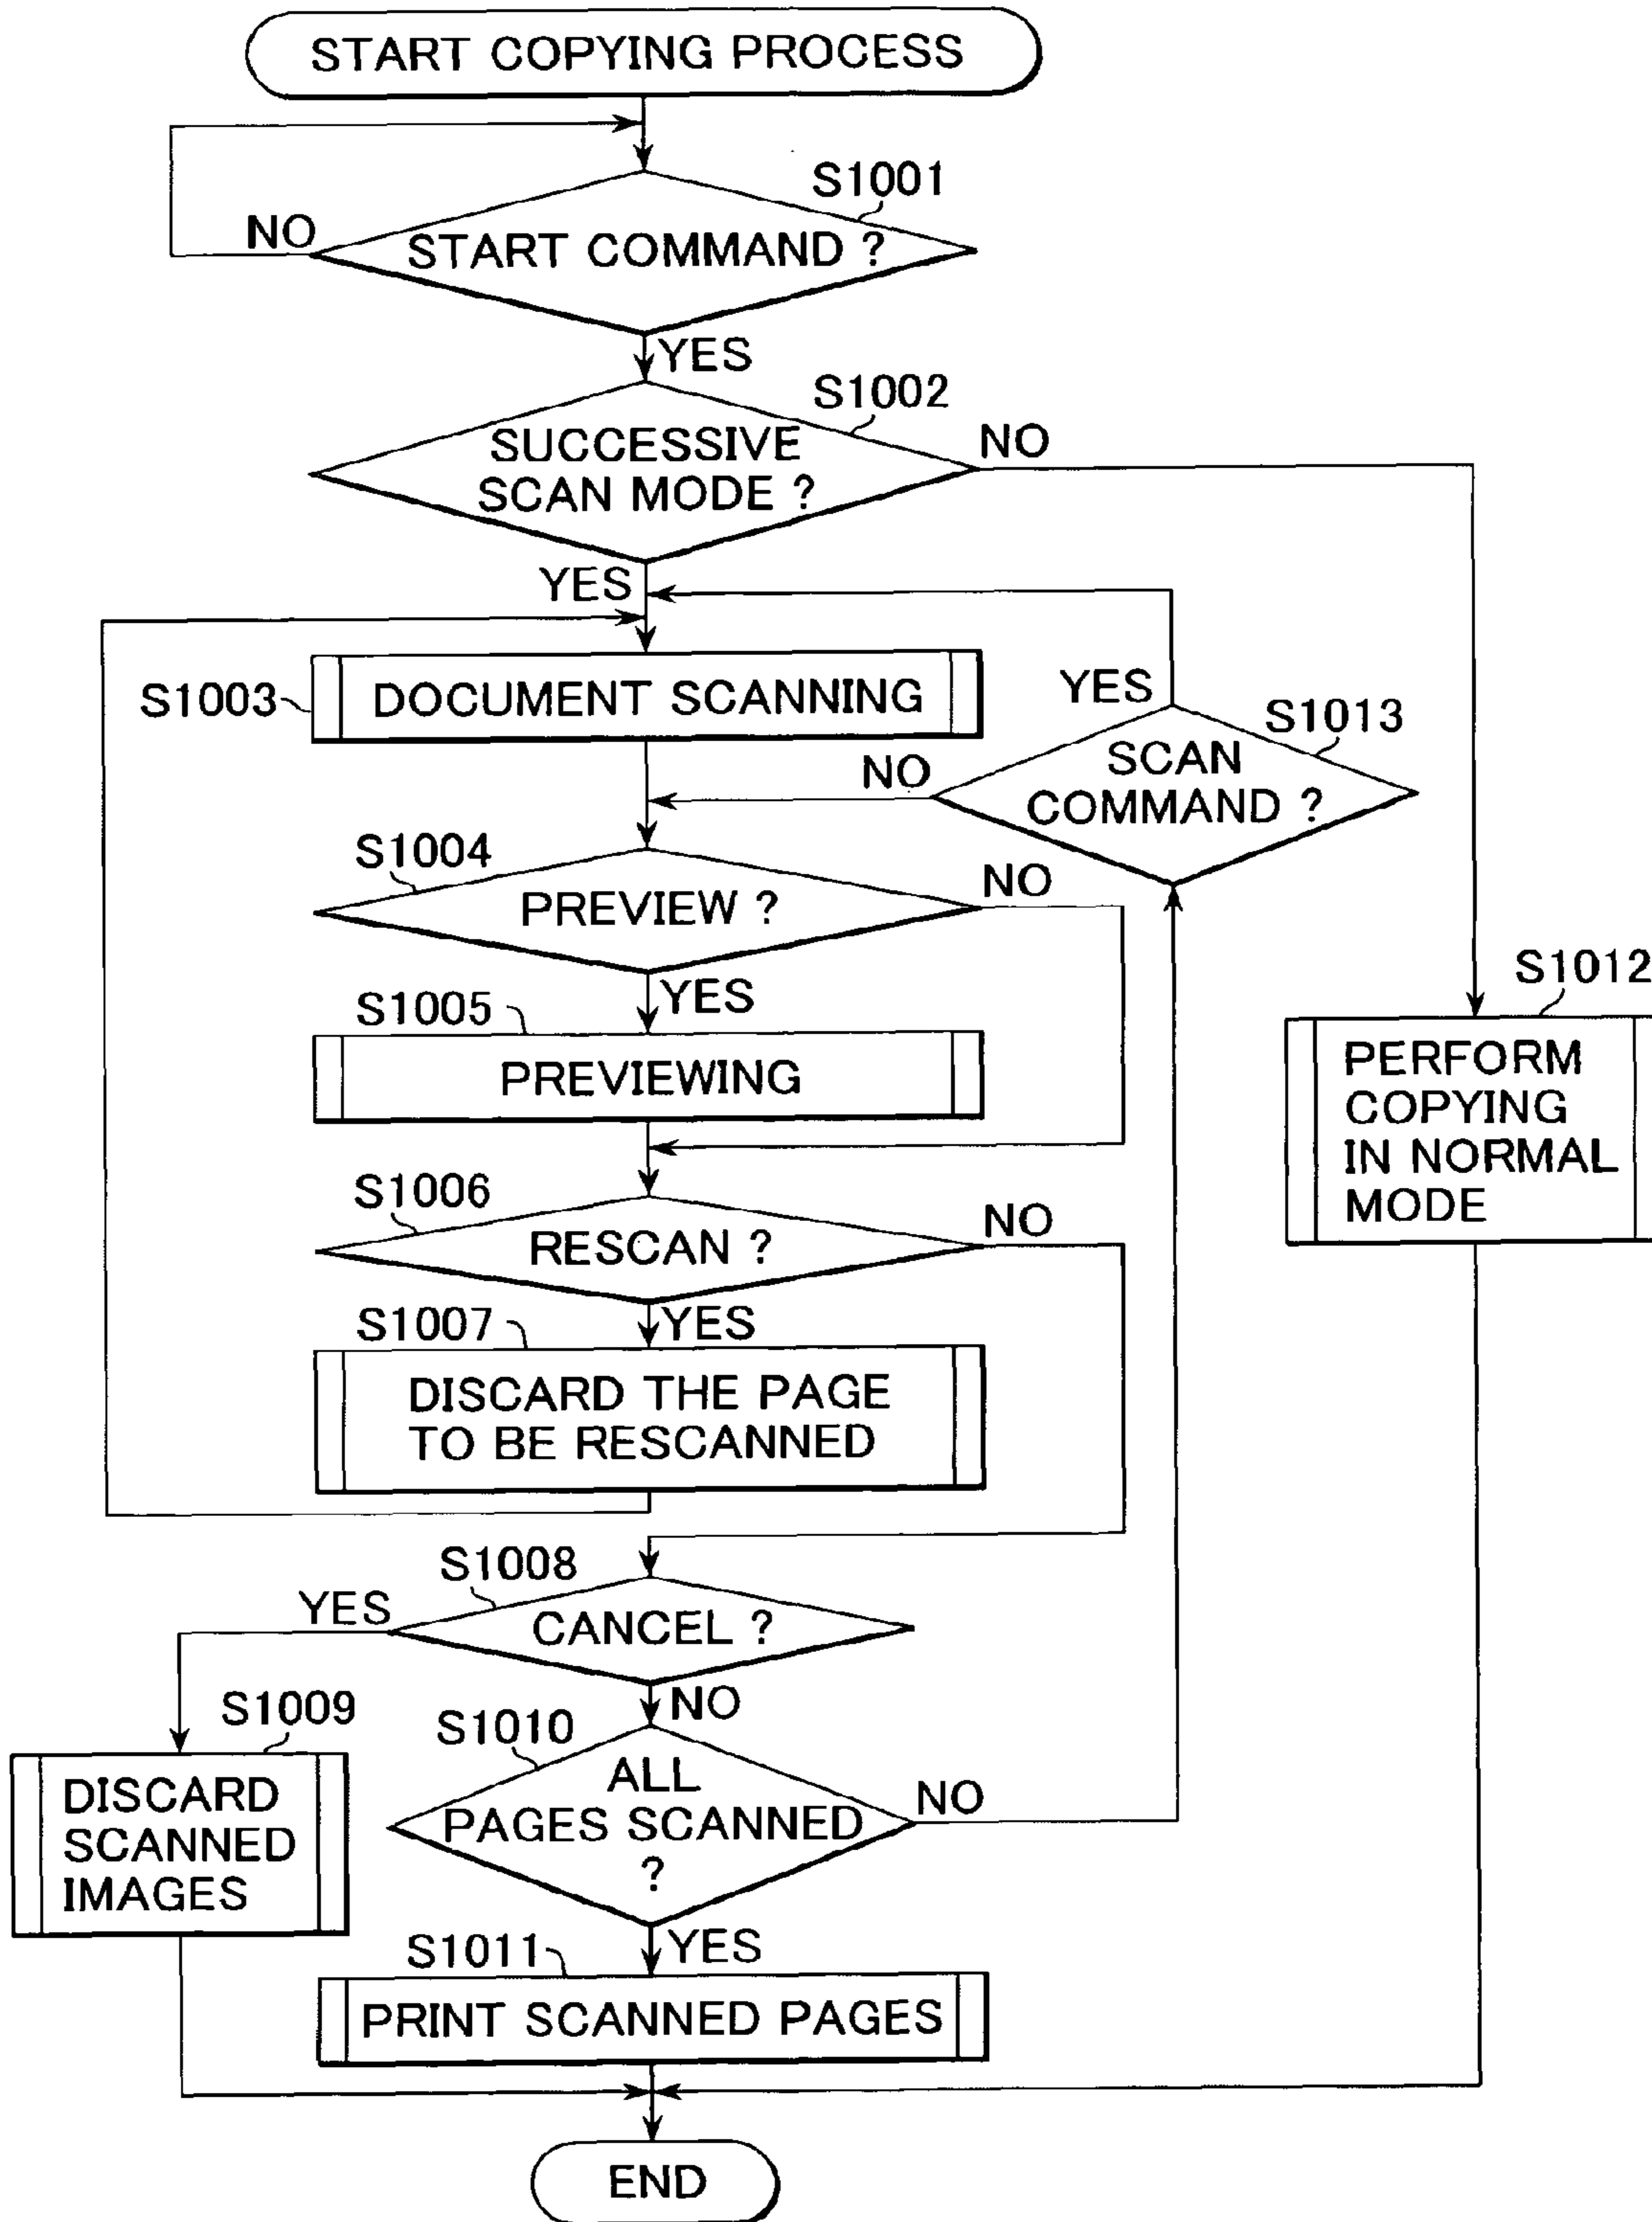 START COPYING PROCESS
S1001
NO
START COMMAND ?
YES
S1002
SUCCESSIVE
SCAN MODE ?
NO
YES
S1003
DOCUMENT SCANNING
YES
S1013
SCAN
COMMAND ?
NO
S1004
PREVIEW ?
NO
YES
S1005
PREVIEWING
S1012
PERFORM
COPYING
IN NORMAL
MODE
S1006
RESCAN ?
NO
YES
S1007
DISCARD THE PAGE
TO BE RESCANNED
S1008
YES
CANCEL ?
NO
S1009
DISCARD
SCANNED
IMAGES
S1010
ALL
PAGES SCANNED
?
NO
YES
S1011
PRINT SCANNED PAGES
END